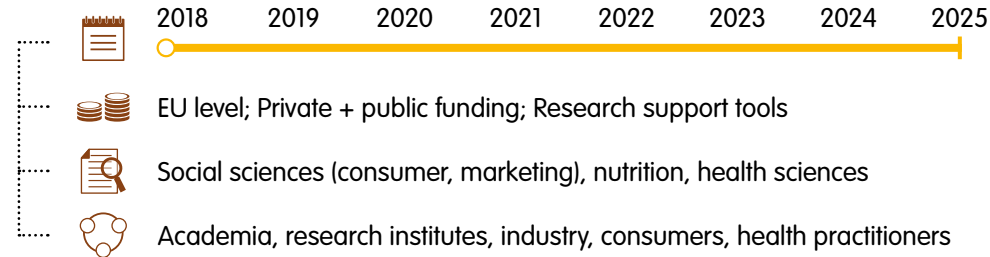 2018 2019 2020 2021 2022 2023 2024 2025
EU level; Private + public funding; Research support tools
Social sciences (consumer, marketing), nutrition, health sciences
Academia, research institutes, industry, consumers, health practitioners